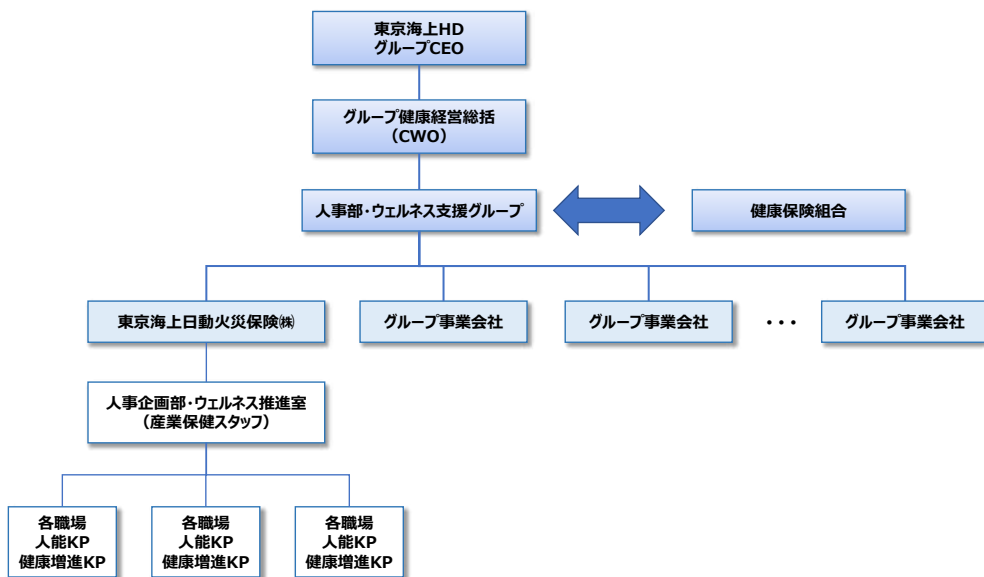 東京海上HD
グループCEO
グループ健康経営総括
（CWO）
人事部・ウェルネス支援グループ
健康保険組合
東京海上日動火災保険㈱
グループ事業会社
グループ事業会社
・・・
グループ事業会社
人事企画部・ウェルネス推進室
（産業保健スタッフ）
各職場
人能KP
健康増進KP
各職場
人能KP
健康増進KP
各職場
人能KP
健康増進KP